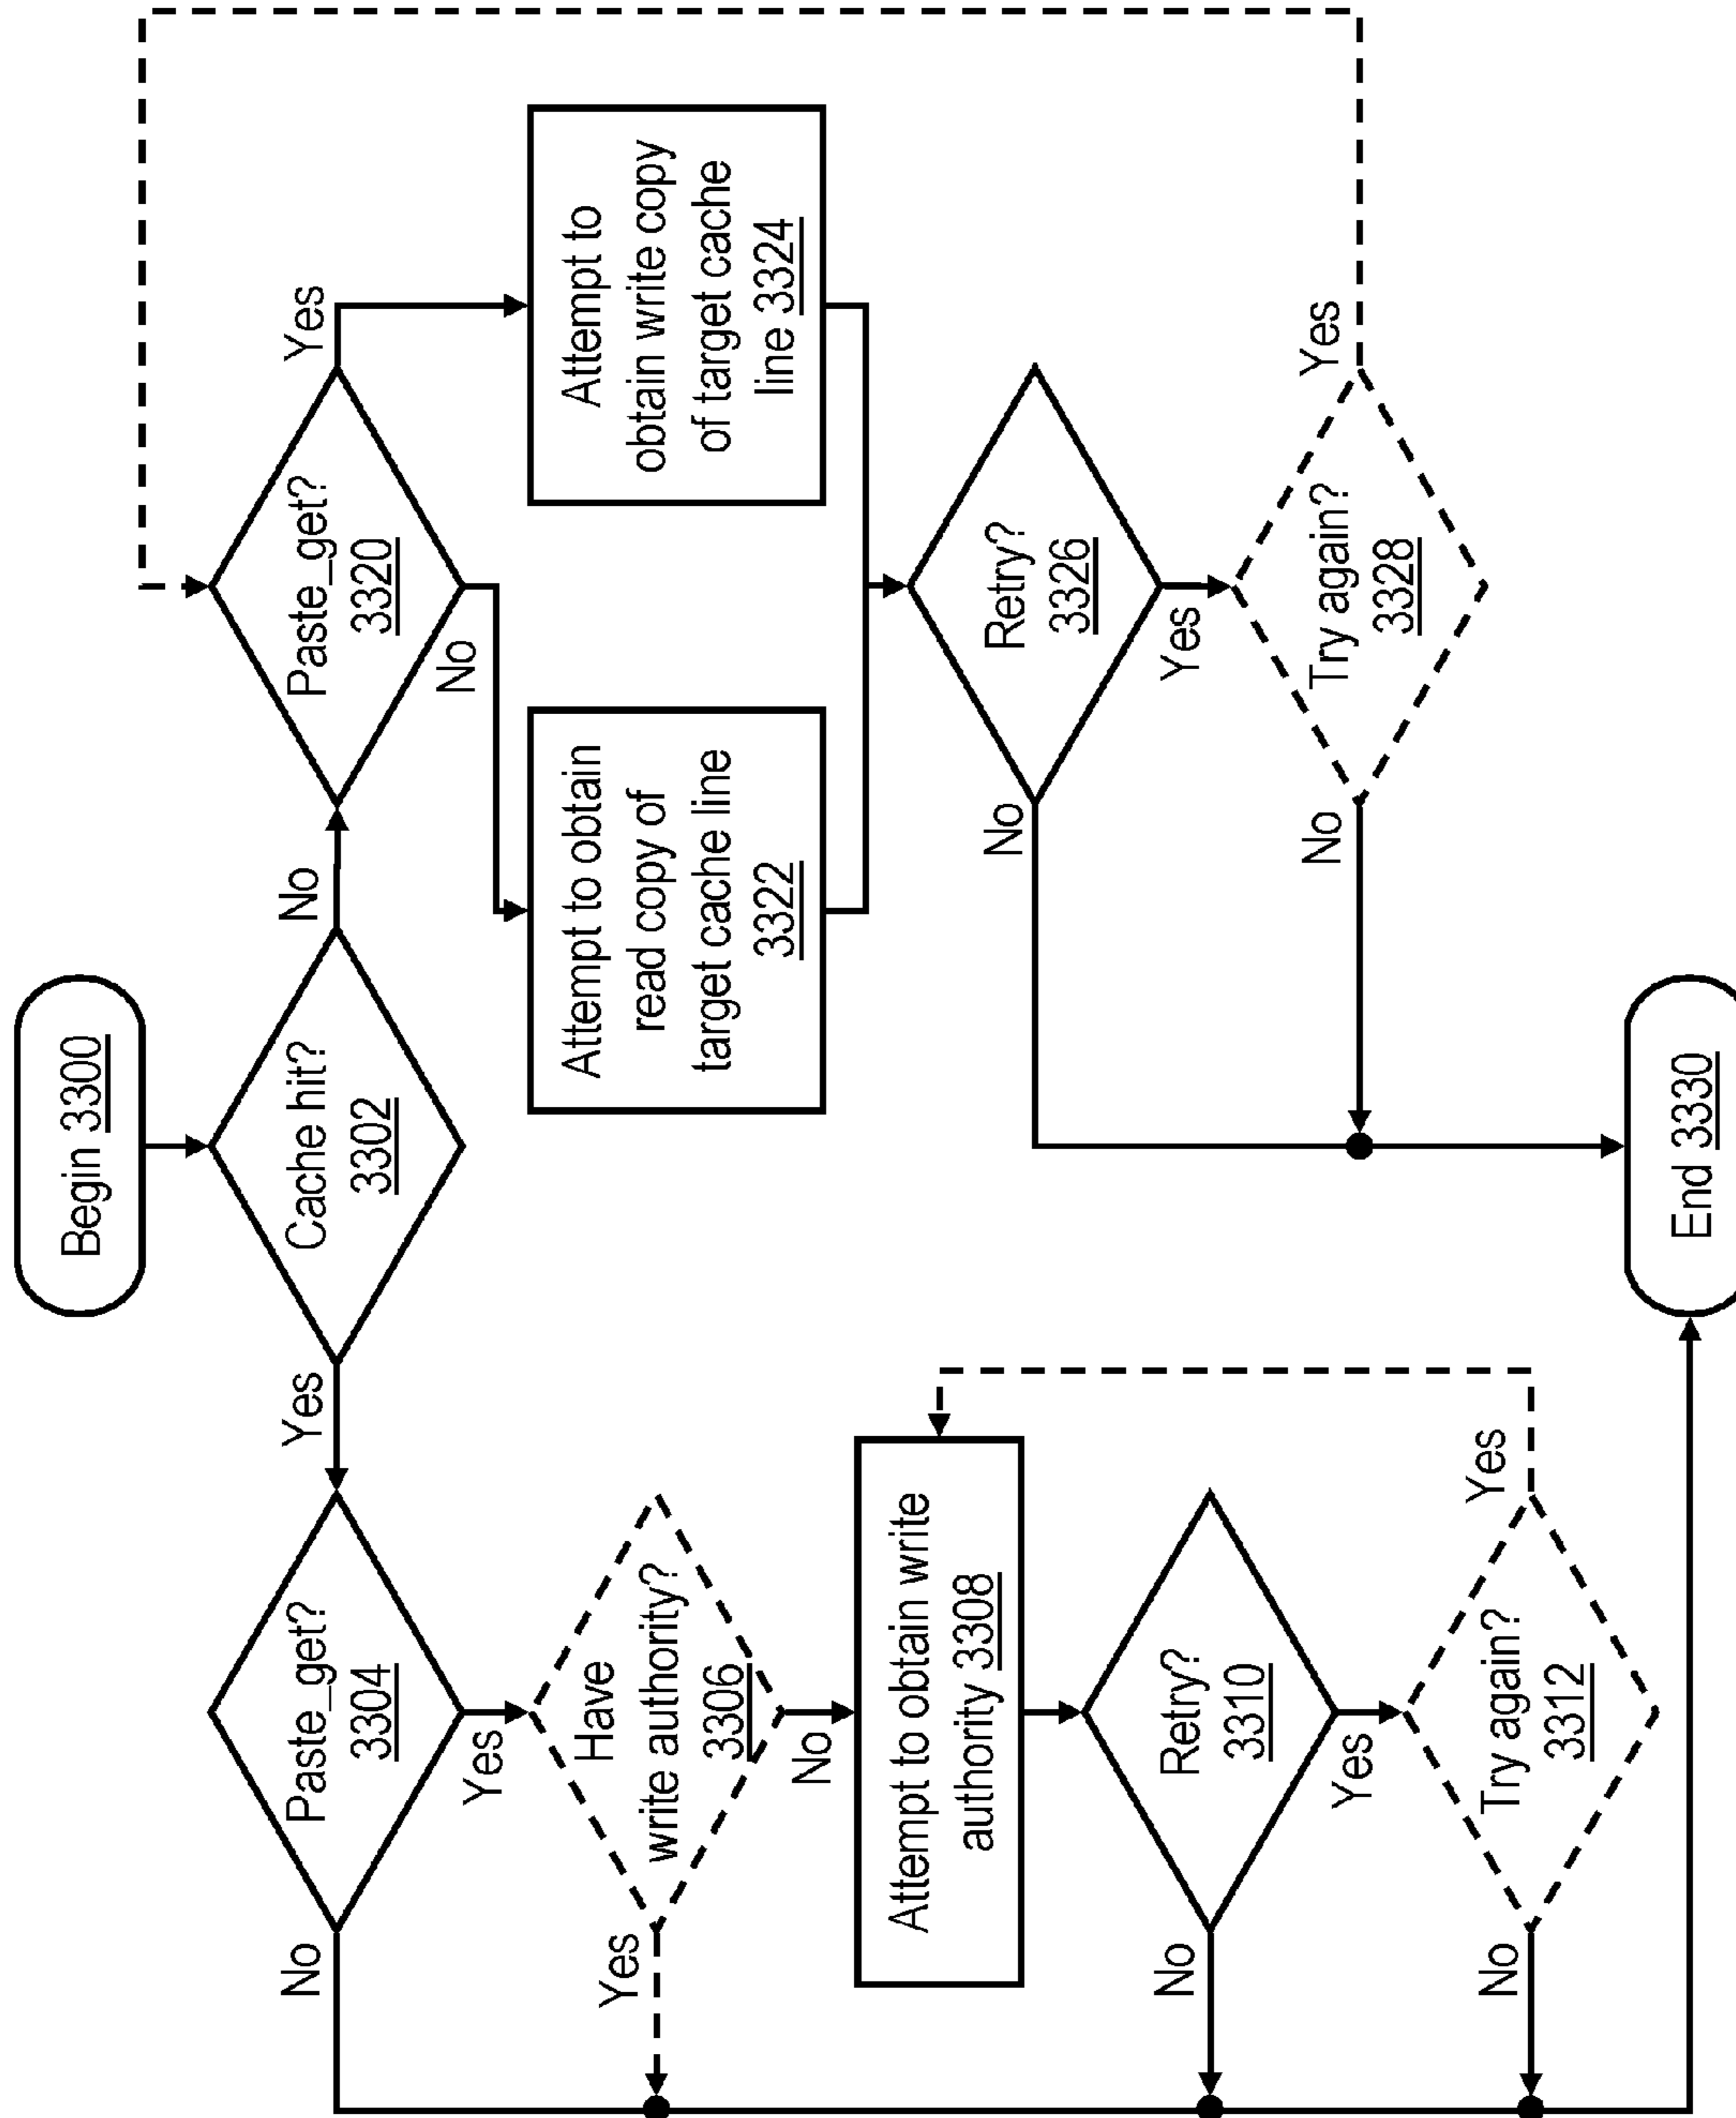 Begin 3300
Cache hit?
3302
Yes
No
Paste_get?
3304
No
Yes
Have
write authority?
3306
Yes
No
Attempt to obtain write
authority 3308
Retry?
3310
No
Yes
Try again?
3312
No
Yes
Paste_get?
3320
No
Yes
Attempt to obtain
read copy of
target cache line
3322
Attempt to
obtain write copy
of target cache
line 3324
Retry?
3326
No
Yes
Try again?
3328
No
Yes
End 3330